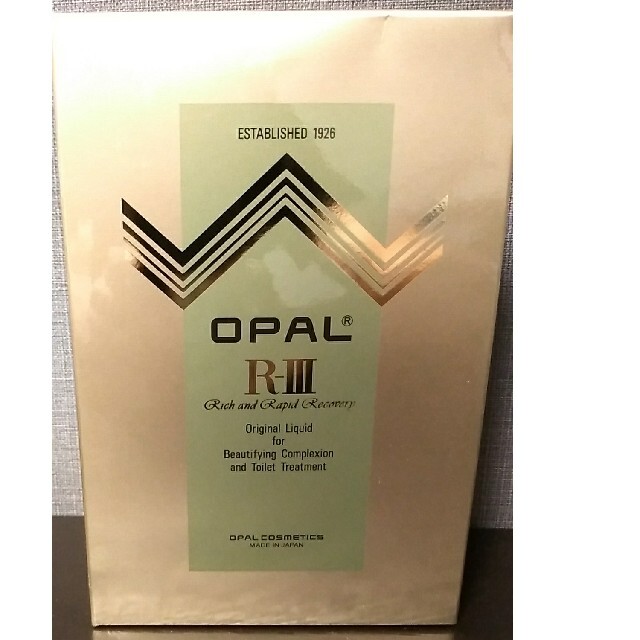 ESTABLISHED 1926
OPAL®
R-III
Rich and Rapid Recovery
Original Liquid
for
Beautifying Complexion
and Toilet Treatment
OPAL COSMETICS
MADE IN JAPAN